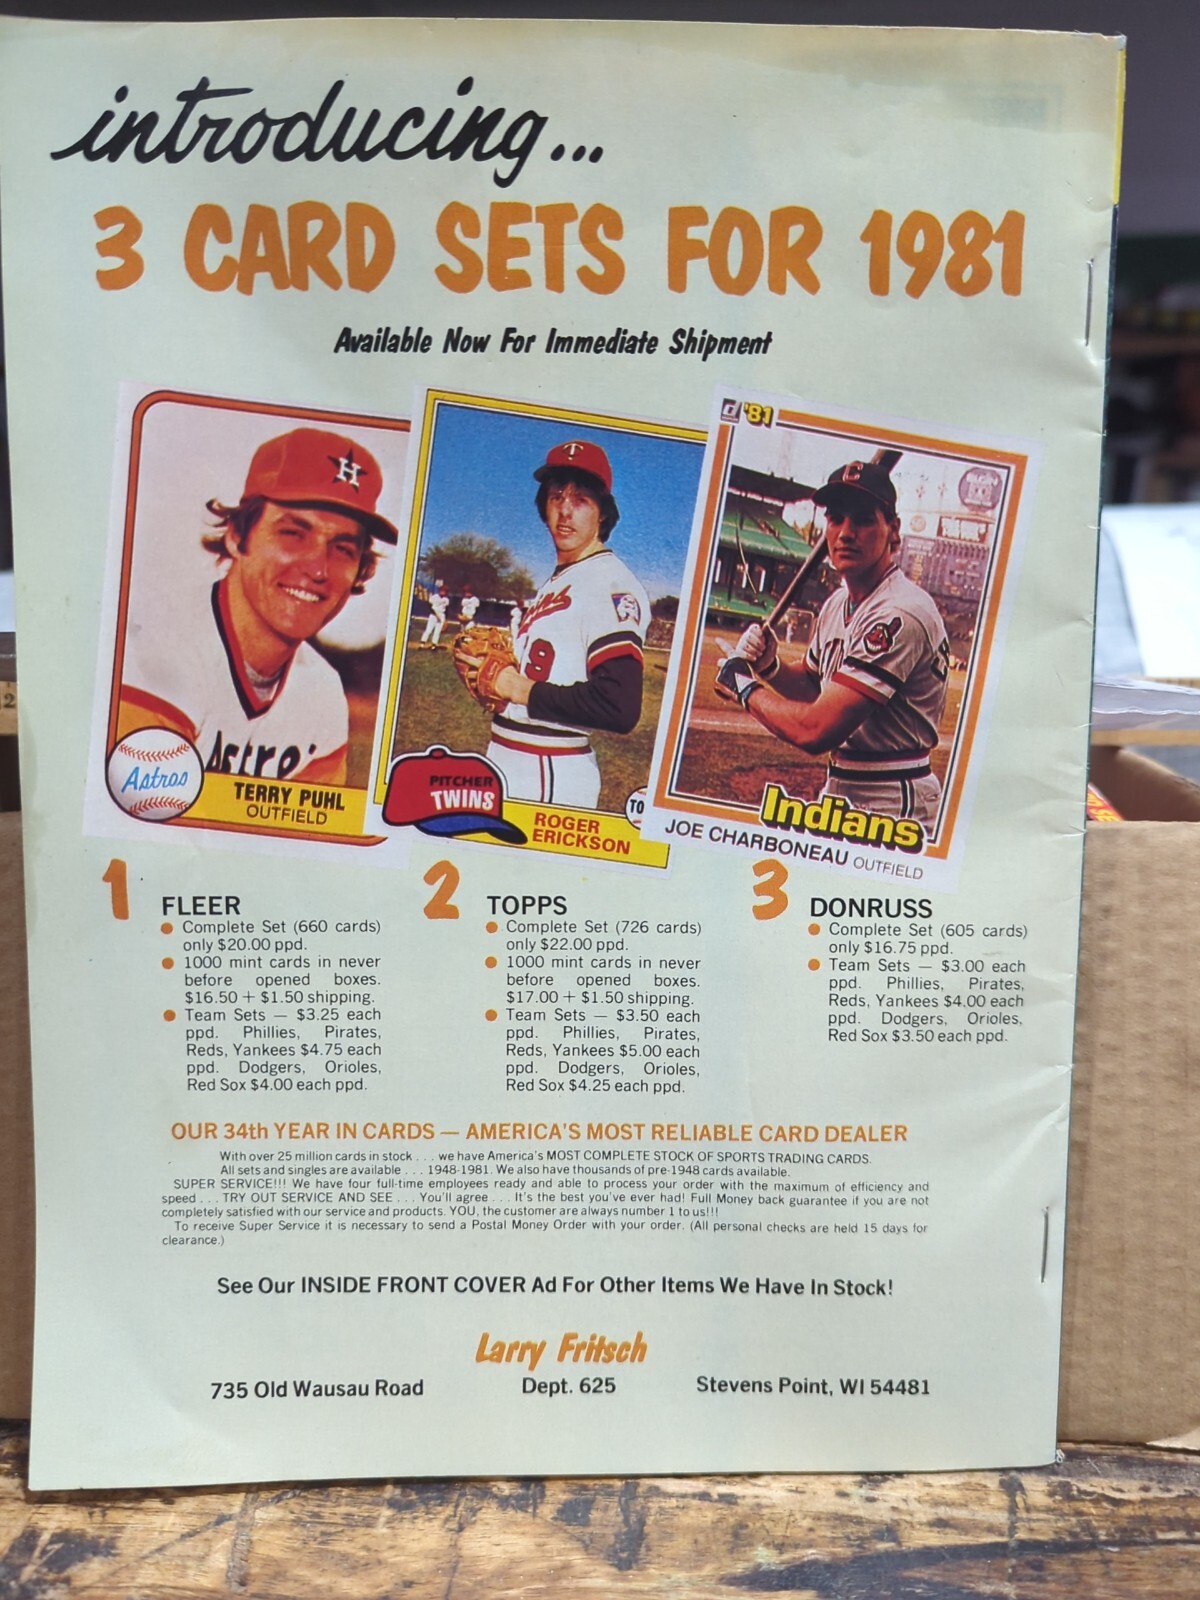 introducing...
3 CARD SETS FOR 1981
Available Now For Immediate Shipment
H
Astro
Astros
TERRY PUHL
OUTFIELD
T
9
PITCHER
TWINS
TO
ROGER
ERICKSON
d '81
C
Indians
JOE CHARBONEAU OUTFIELD
1
FLEER
Complete Set (660 cards)
only $20.00 ppd.
1000 mint cards in never
before opened boxes.
$16.50 + $1.50 shipping.
Team Sets — $3.25 each
ppd. Phillies, Pirates,
Reds, Yankees $4.75 each
ppd. Dodgers, Orioles,
Red Sox $4.00 each ppd.
2
TOPPS
Complete Set (726 cards)
only $22.00 ppd.
1000 mint cards in never
before opened boxes.
$17.00 + $1.50 shipping.
Team Sets — $3.50 each
ppd. Phillies, Pirates,
Reds, Yankees $5.00 each
ppd. Dodgers, Orioles,
Red Sox $4.25 each ppd.
3
DONRUSS
Complete Set (605 cards)
only $16.75 ppd.
Team Sets — $3.00 each
ppd. Phillies, Pirates,
Reds, Yankees $4.00 each
ppd. Dodgers, Orioles,
Red Sox $3.50 each ppd.
OUR 34th YEAR IN CARDS — AMERICA'S MOST RELIABLE CARD DEALER
With over 25 million cards in stock . . . we have America's MOST COMPLETE STOCK OF SPORTS TRADING CARDS.
All sets and singles are available . . . 1948-1981. We also have thousands of pre-1948 cards available.
SUPER SERVICE!!! We have four full-time employees ready and able to process your order with the maximum of efficiency and
speed . . . TRY OUT SERVICE AND SEE . . . You'll agree . . . It's the best you've ever had! Full Money back guarantee if you are not
completely satisfied with our service and products. YOU, the customer are always number 1 to us!!!
To receive Super Service it is necessary to send a Postal Money Order with your order. (All personal checks are held 15 days for
clearance.)
See Our INSIDE FRONT COVER Ad For Other Items We Have In Stock!
Larry Fritsch
735 Old Wausau Road Dept. 625 Stevens Point, WI 54481